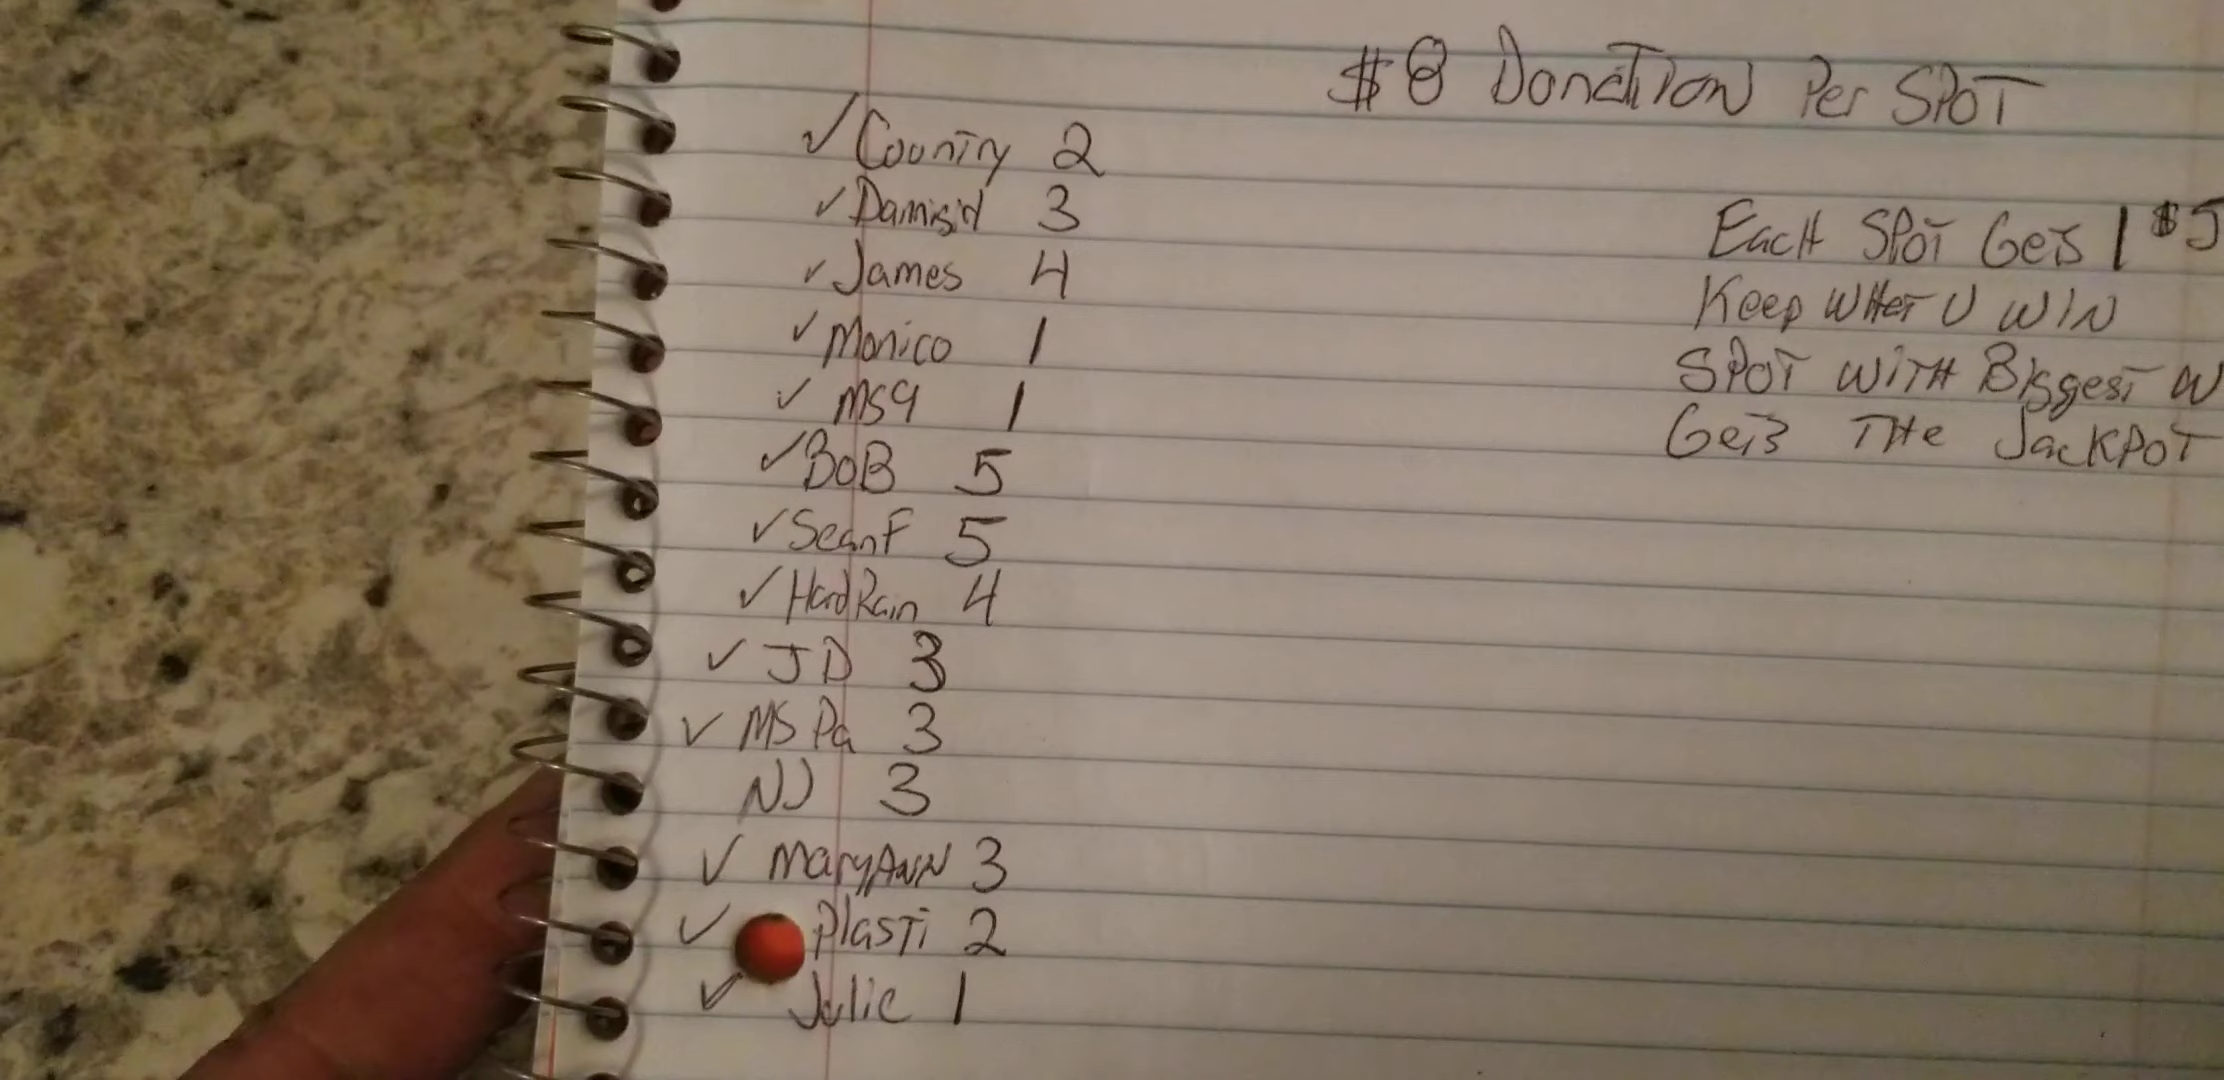 $8 Donation Per SPOT
✓ Country 2
✓ Damisid 3
✓ James 4
✓ Monico 1
✓ MS9 1
✓ BOB 5
✓ SeanF 5
✓ HardRain 4
✓ JD 3
✓ MS Pa 3
NJ 3
✓ MaryANN 3
✓ Plasti 2
✓ Julie 1
Each SPOT Gets 1 $5
Keep WHat U WIN
SPOT WITH Biggest W
Gets THe JackPOT